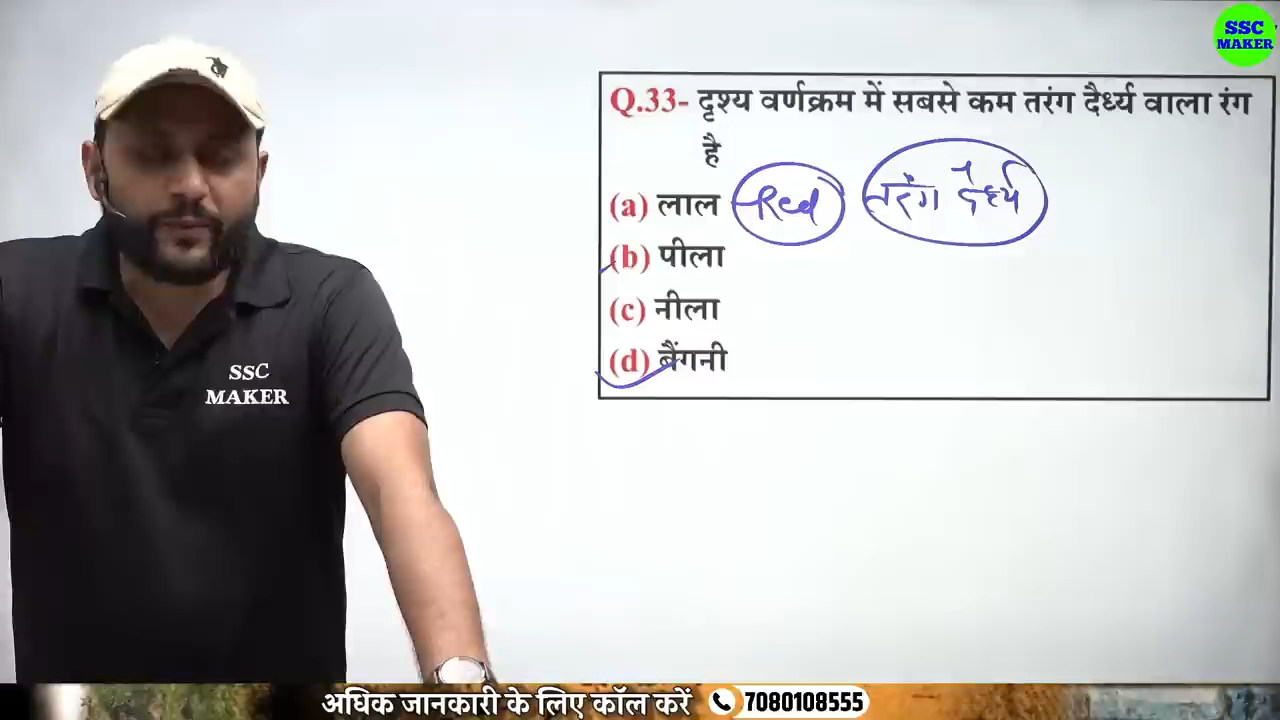 SSC
MAKER
Q.33- दृश्य वर्णक्रम में सबसे कम तरंग दैर्ध्य वाला रंग
है
(a) लाल Red तरंग दैर्ध्य
(b) पीला
(c) नीला
(d) बैंगनी
SSC
MAKER
अधिक जानकारी के लिए कॉल करें 7080108555